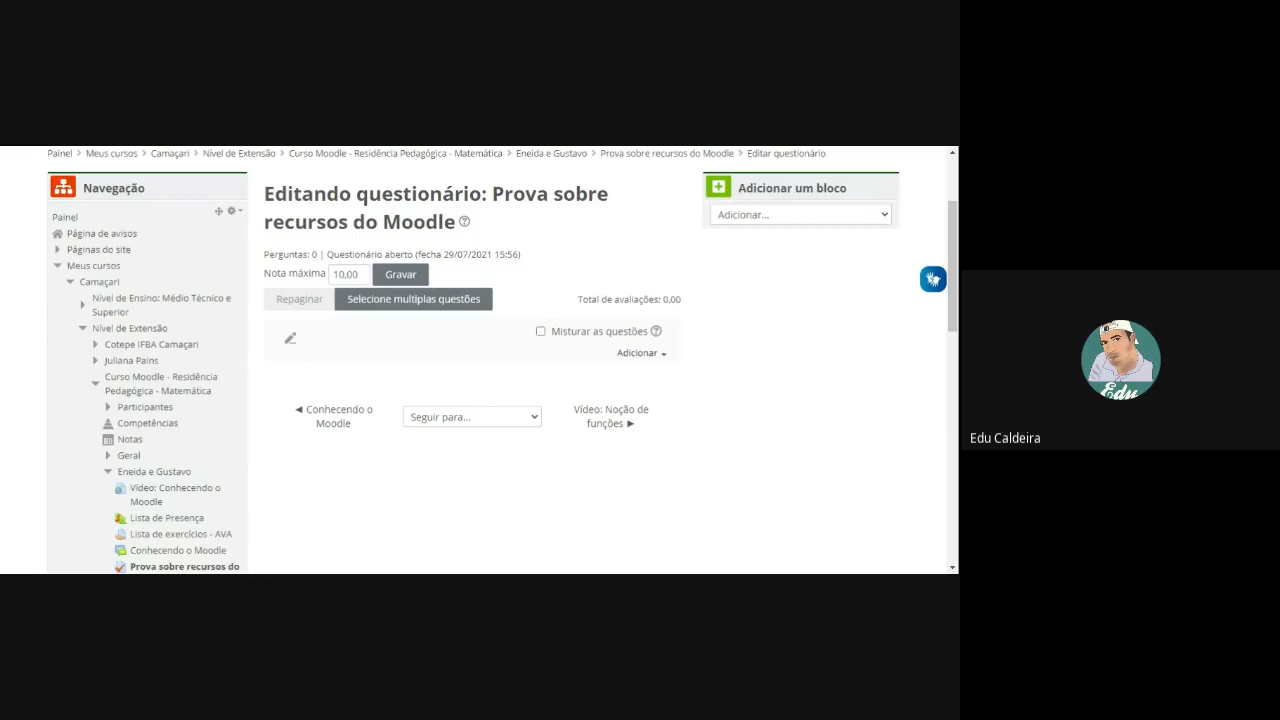 Painel > Meus cursos > Camaçari > Nível de Extensão > Curso Moodle - Residência Pedagógica - Matemática > Eneida e Gustavo > Prova sobre recursos do Moodle > Editar questionário
Navegação
Painel
Página de avisos
Páginas do site
Meus cursos
Camaçari
Nível de Ensino: Médio Técnico e
Superior
Nível de Extensão
Cotepe IFBA Camaçari
Juliana Pains
Curso Moodle - Residência
Pedagógica - Matemática
Participantes
Competências
Notas
Geral
Eneida e Gustavo
Vídeo: Conhecendo o
Moodle
Lista de Presença
Lista de exercícios - AVA
Conhecendo o Moodle
Prova sobre recursos do
Editando questionário: Prova sobre
recursos do Moodle
Perguntas: 0 | Questionário aberto (fecha 29/07/2021 15:56)
Nota máxima 10,00 Gravar
Repaginar Selecione multiplas questões Total de avaliações: 0,00
Misturar as questões
Adicionar
◄ Conhecendo o
Moodle
Seguir para...
Vídeo: Noção de
funções ►
Adicionar um bloco
Adicionar...
Edu
Edu Caldeira